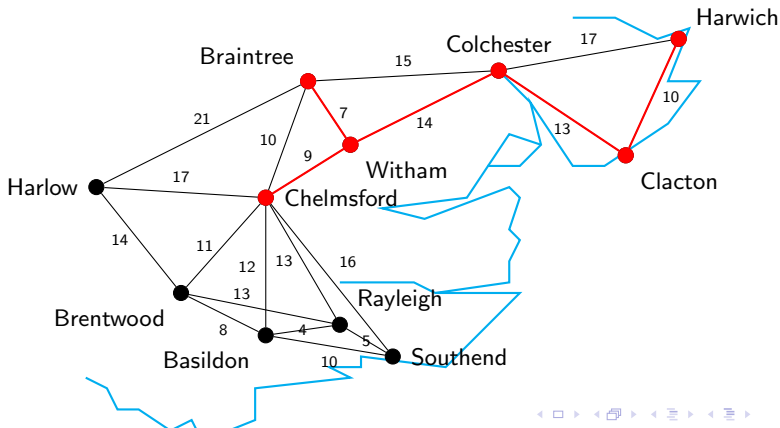 Harwich
Colchester
17
Braintree
15
10
7
21
14
13
10
9
Witham
17
Harlow
Clacton
Chelmsford
14
11
12
13
16
13
Rayleigh
Brentwood
8
4
5
Basildon
10
Southend